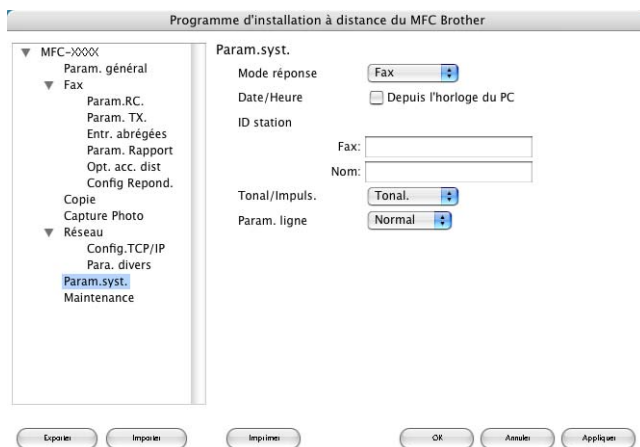 Programme d'installation à distance du MFC Brother
MFC-XXXX
Param. général
Fax
Param.RC.
Param. TX.
Entr. abrégées
Param. Rapport
Opt. acc. dist
Config Repond.
Copie
Capture Photo
Réseau
Config.TCP/IP
Para. divers
Param.syst.
Maintenance
Param.syst.
Mode réponse Fax
Date/Heure Depuis l'horloge du PC
ID station
Fax:
Nom:
Tonal/Impuls. Tonal.
Param. ligne Normal
Exporter Importer Imprimer OK Annuler Appliquer